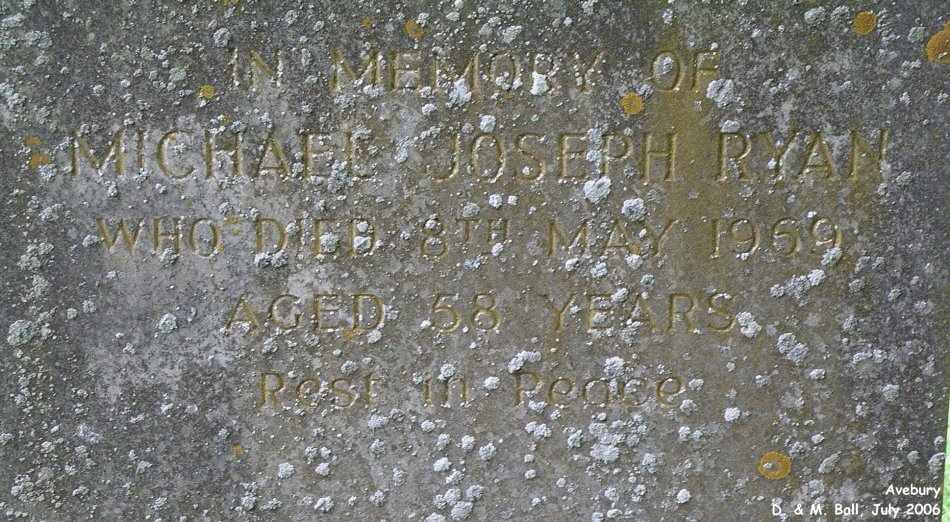 IN MEMORY OF
MICHAEL JOSEPH RYAN
WHO DIED 8TH MAY 1969
AGED 58 YEARS
Rest in Peace
Avebury
D. & M. Ball, July 2006